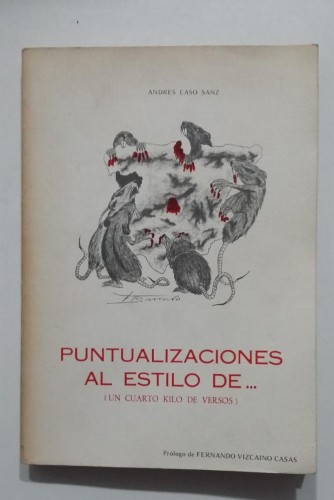 ANDRES CASO SANZ
PUNTUALIZACIONES
AL ESTILO DE...
(UN CUARTO KILO DE VERSOS)
Prólogo de FERNANDO VIZCAINO CASAS